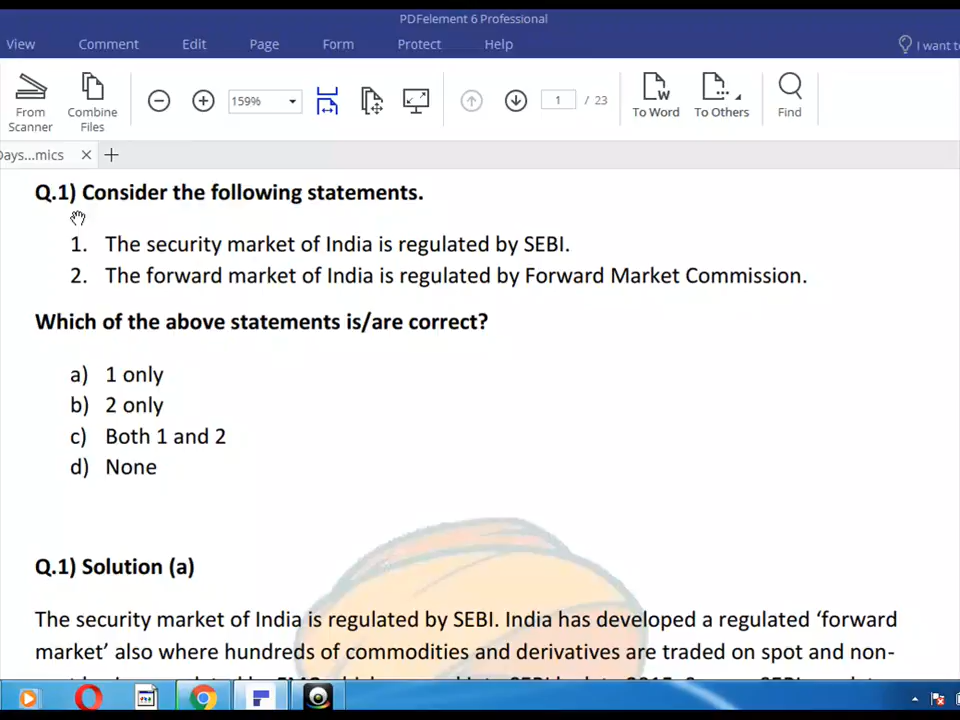 PDFelement 6 Professional
View Comment Edit Page Form Protect Help I want to
From Scanner
Combine Files
159%
1 / 23
To Word
To Others
Find
Days...mics
Q.1) Consider the following statements.
1. The security market of India is regulated by SEBI.
2. The forward market of India is regulated by Forward Market Commission.
Which of the above statements is/are correct?
a) 1 only
b) 2 only
c) Both 1 and 2
d) None
Q.1) Solution (a)
The security market of India is regulated by SEBI. India has developed a regulated ‘forward
market’ also where hundreds of commodities and derivatives are traded on spot and non-